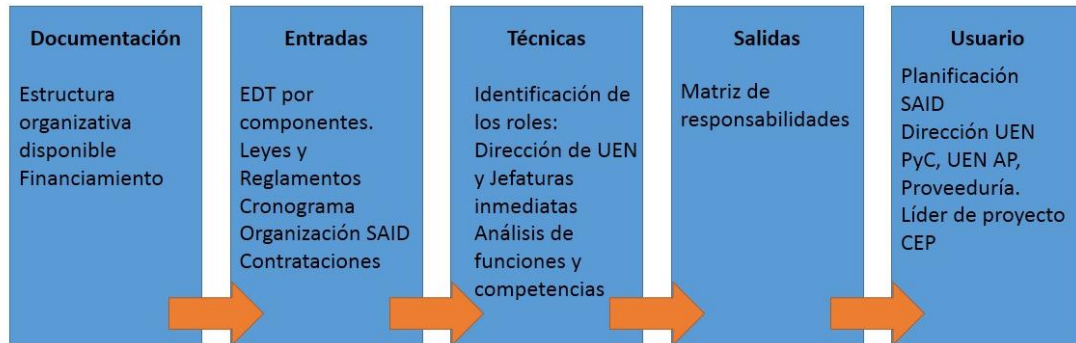 Documentación
Estructura
organizativa
disponible
Financiamiento
Entradas
EDT por
componentes.
Leyes y
Reglamentos
Cronograma
Organización SAID
Contrataciones
Técnicas
Identificación de
los roles:
Dirección de UEN
y Jefaturas
inmediatas
Análisis de
funciones y
competencias
Salidas
Matriz de
responsabilidades
Usuario
Planificación
SAID
Dirección UEN
PyC, UEN AP,
Proveeduría.
Líder de proyecto
CEP